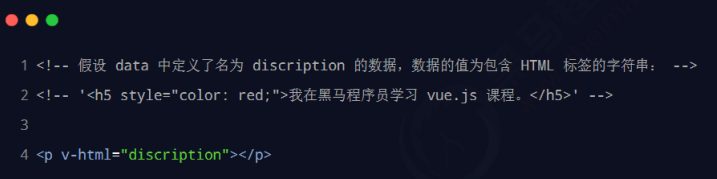 1 <!-- 假设 data 中定义了名为 discription 的数据，数据的值为包含 HTML 标签的字符串： -->
2 <!-- '<h5 style="color: red;">我在黑马程序员学习 vue.js 课程。</h5>' -->
3
4 <p v-html="discription"></p>